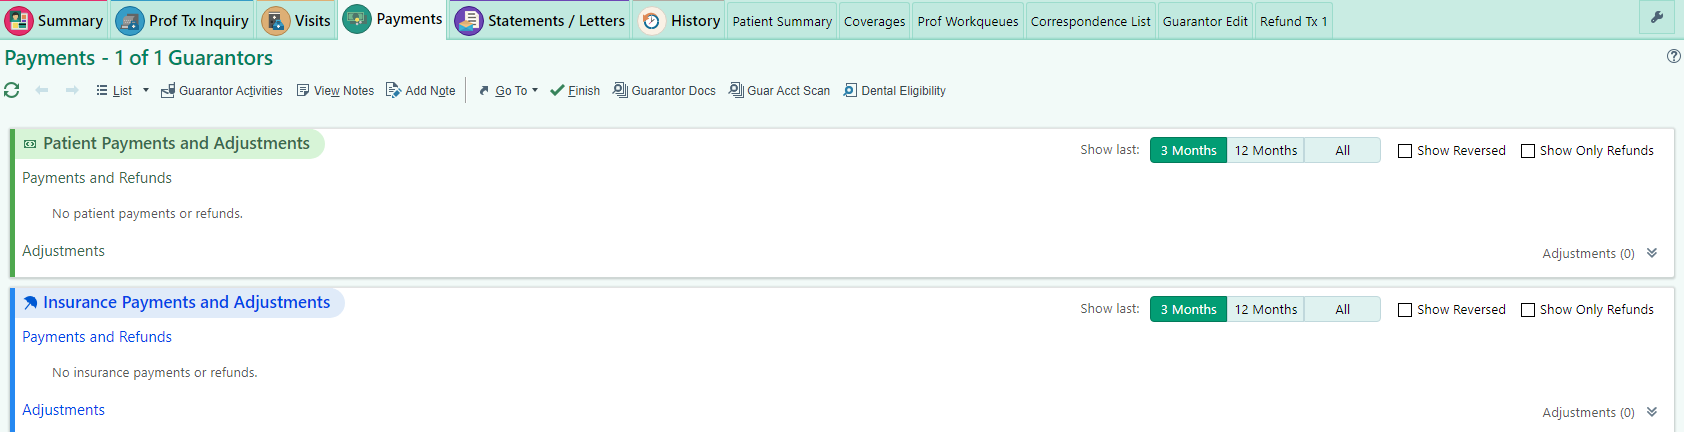 Summary Prof Tx Inquiry Visits Payments Statements / Letters History Patient Summary Coverages Prof Workqueues Correspondence List Guarantor Edit Refund Tx 1
Payments - 1 of 1 Guarantors
List Guarantor Activities View Notes Add Note Go To Finish Guarantor Docs Guar Acct Scan Dental Eligibility
Patient Payments and Adjustments Show last: 3 Months 12 Months All Show Reversed Show Only Refunds
Payments and Refunds
No patient payments or refunds.
Adjustments Adjustments (0)
Insurance Payments and Adjustments Show last: 3 Months 12 Months All Show Reversed Show Only Refunds
Payments and Refunds
No insurance payments or refunds.
Adjustments Adjustments (0)